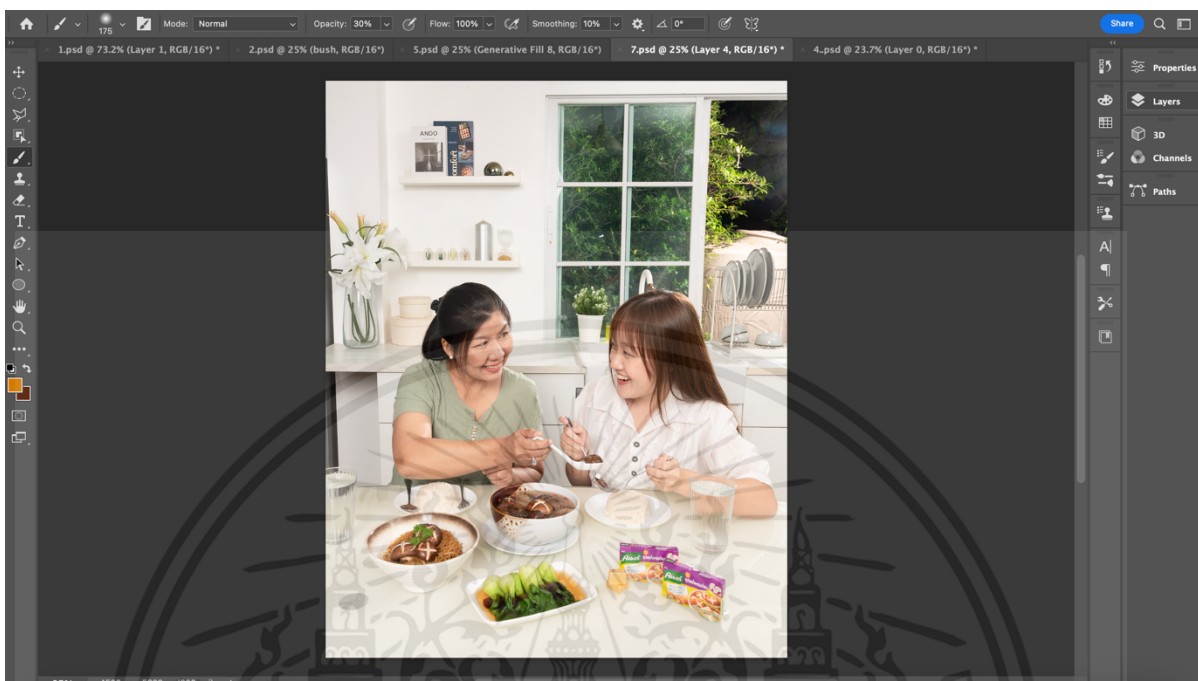 175
Mode: Normal
Opacity: 30%
Flow: 100%
Smoothing: 10%
0°
Share
1.psd @ 73.2% (Layer 1, RGB/16*) *
2.psd @ 25% (bush, RGB/16*)
5.psd @ 25% (Generative Fill 8, RGB/16*)
7.psd @ 25% (Layer 4, RGB/16*) *
4..psd @ 23.7% (Layer 0, RGB/16*) *
Properties
Layers
3D
Channels
Paths
ANDO
comfort
Knorr
Knorr